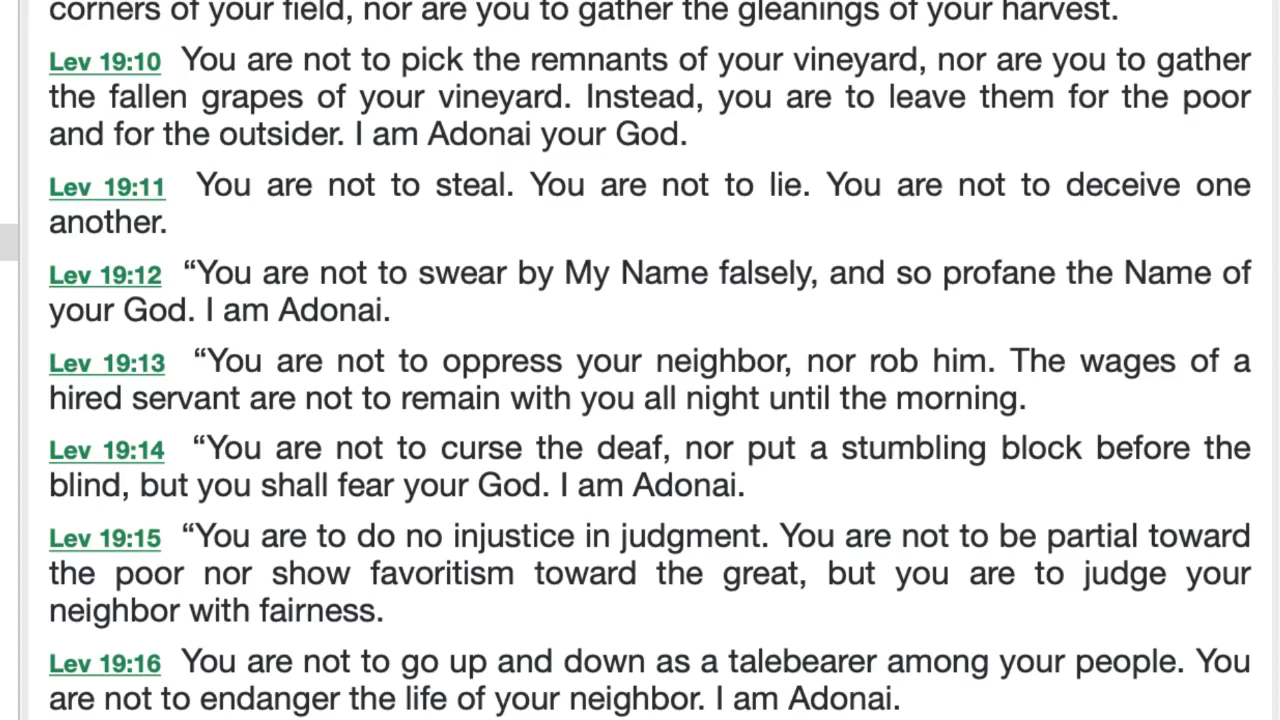 corners of your field, nor are you to gather the gleanings of your harvest.
Lev 19:10 You are not to pick the remnants of your vineyard, nor are you to gather
the fallen grapes of your vineyard. Instead, you are to leave them for the poor
and for the outsider. I am Adonai your God.
Lev 19:11 You are not to steal. You are not to lie. You are not to deceive one
another.
Lev 19:12 “You are not to swear by My Name falsely, and so profane the Name of
your God. I am Adonai.
Lev 19:13 “You are not to oppress your neighbor, nor rob him. The wages of a
hired servant are not to remain with you all night until the morning.
Lev 19:14 “You are not to curse the deaf, nor put a stumbling block before the
blind, but you shall fear your God. I am Adonai.
Lev 19:15 “You are to do no injustice in judgment. You are not to be partial toward
the poor nor show favoritism toward the great, but you are to judge your
neighbor with fairness.
Lev 19:16 You are not to go up and down as a talebearer among your people. You
are not to endanger the life of your neighbor. I am Adonai.